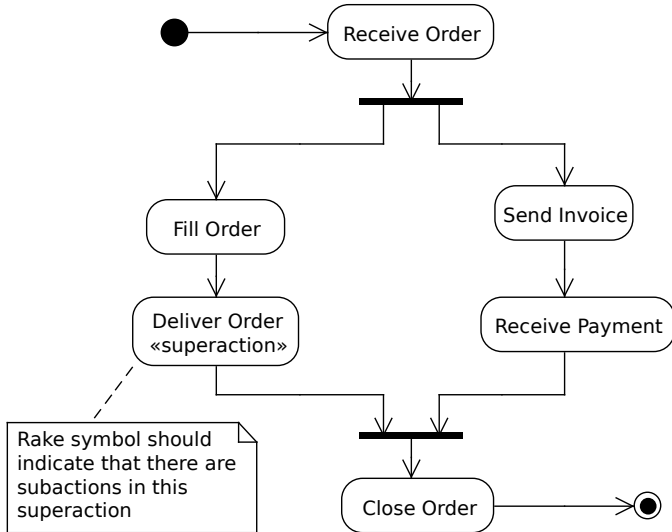 Receive Order
Fill Order
Send Invoice
Deliver Order
«superaction»
Receive Payment
Rake symbol should
indicate that there are
subactions in this
superaction
Close Order